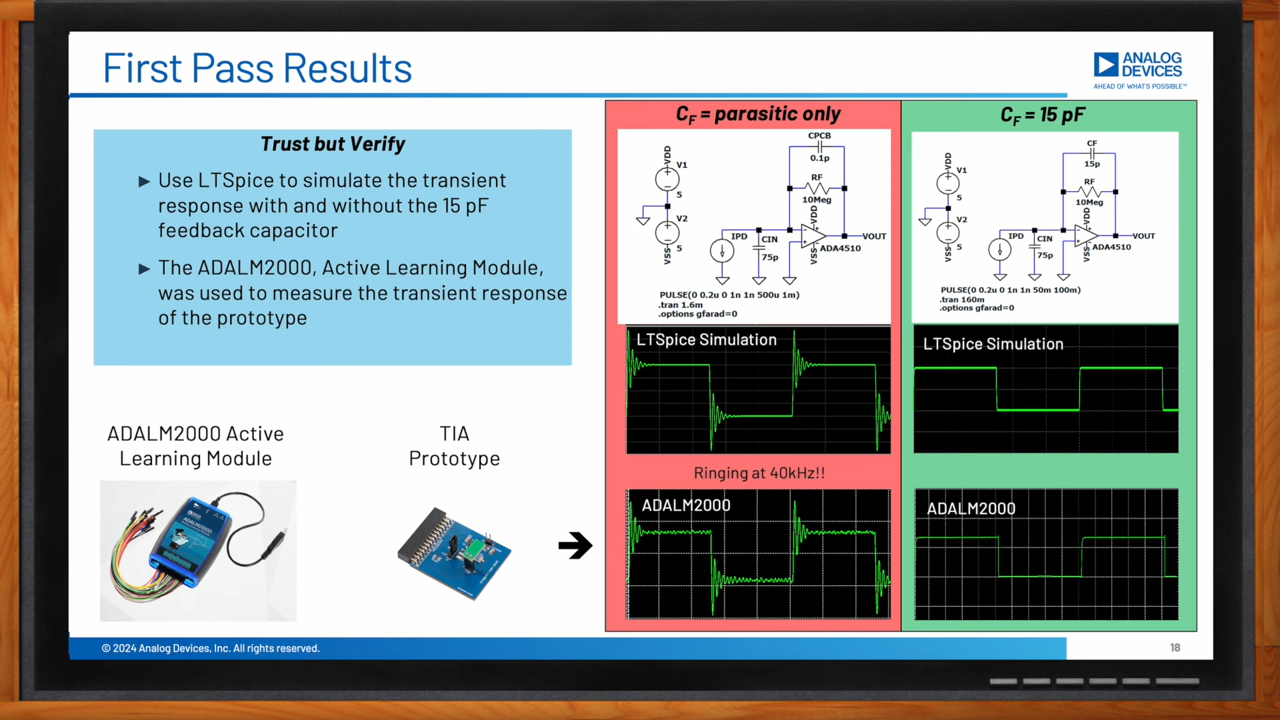 First Pass Results
ANALOG
DEVICES
AHEAD OF WHAT'S POSSIBLE™
Trust but Verify
► Use LTSpice to simulate the transient
response with and without the 15 pF
feedback capacitor
► The ADALM2000, Active Learning Module,
was used to measure the transient response
of the prototype
ADALM2000 Active
Learning Module
TIA
Prototype
ADALM2000
CF = parasitic only
CPCB
0.1p
RF
10Meg
VDD
V1
5
V2
5
VSS
IPD
CIN
75p
VDD
VSS
ADA4510
VOUT
PULSE(0 0.2u 0 1n 1n 500u 1m)
.tran 1.6m
.options gfarad=0
LTSpice Simulation
Ringing at 40kHz!!
ADALM2000
CF = 15 pF
CF
15p
RF
10Meg
VDD
V1
5
V2
5
VSS
IPD
CIN
75p
VDD
VSS
ADA4510
VOUT
PULSE(0 0.2u 0 1n 1n 50m 100m)
.tran 160m
.options gfarad=0
LTSpice Simulation
ADALM2000
© 2024 Analog Devices, Inc. All rights reserved.
18